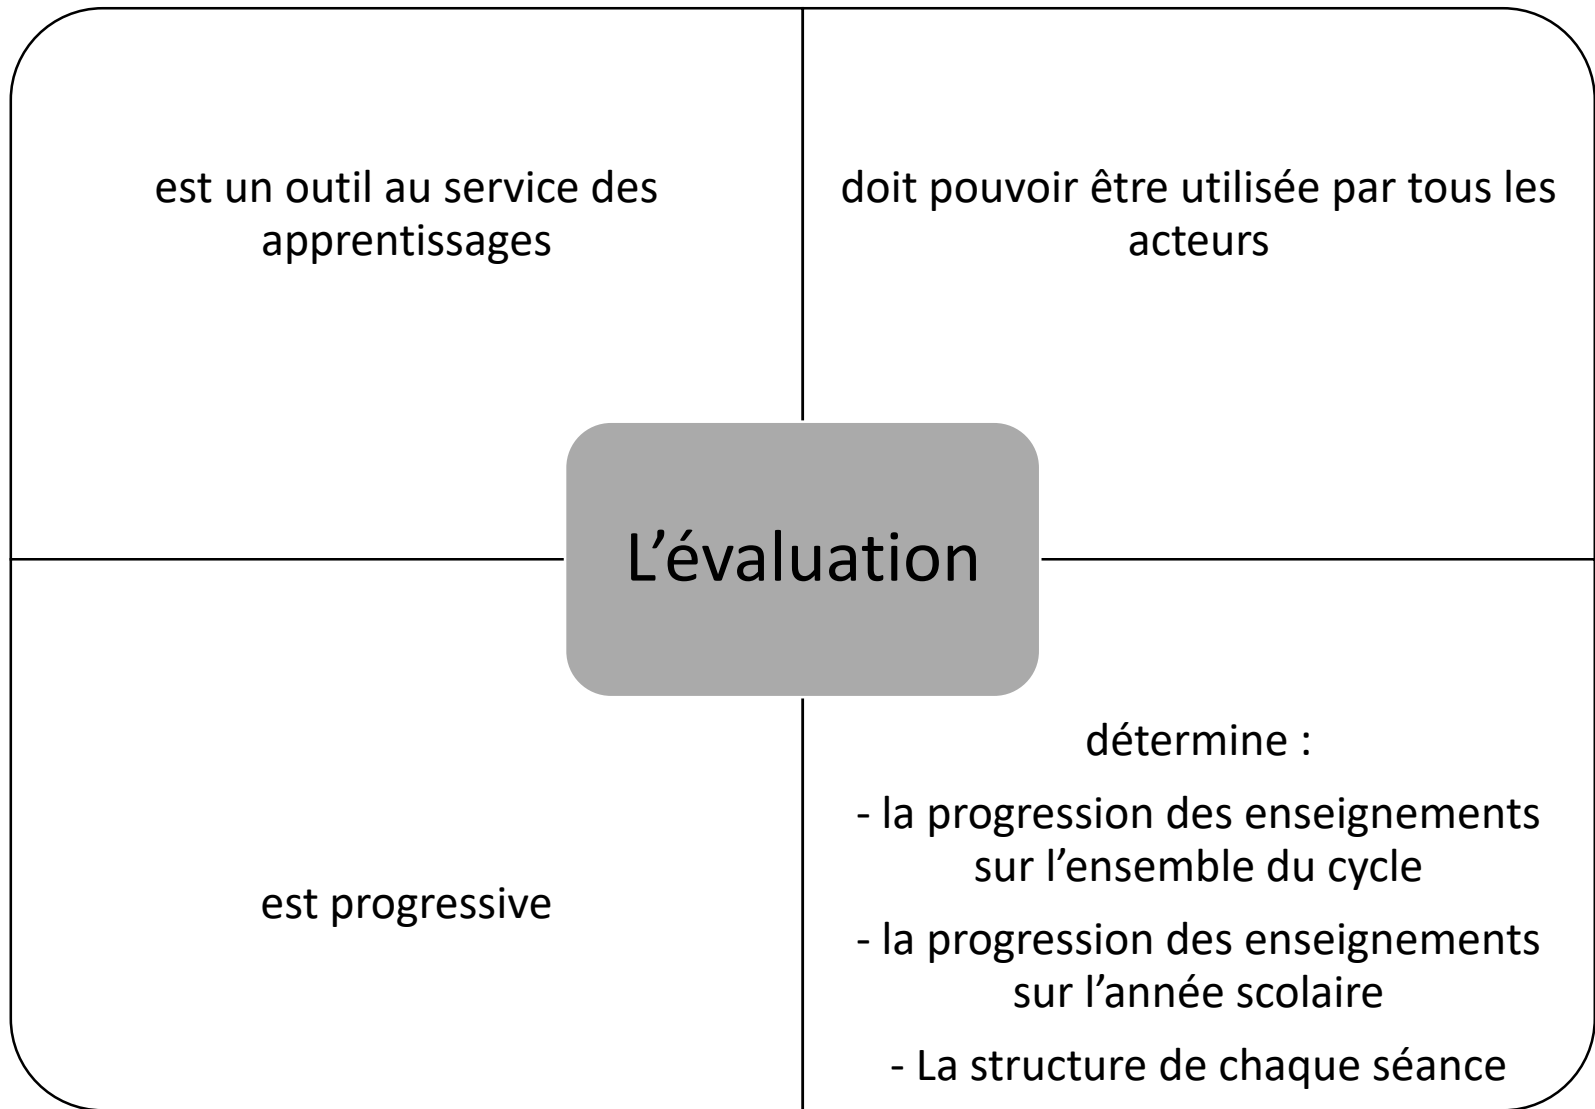 est un outil au service des
apprentissages
doit pouvoir être utilisée par tous les
acteurs
L’évaluation
est progressive
détermine :
- la progression des enseignements
sur l’ensemble du cycle
- la progression des enseignements
sur l’année scolaire
- La structure de chaque séance